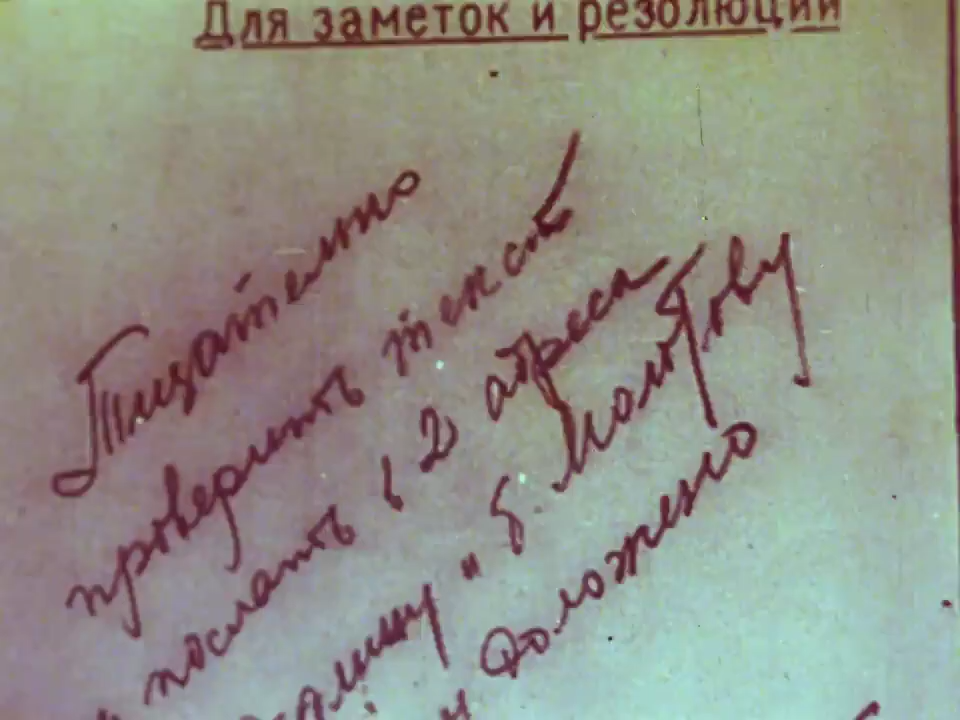 Для заметок и резолюций
Тщательно
проверить текст
послать 2 адреса
т. Молотову
Доложено